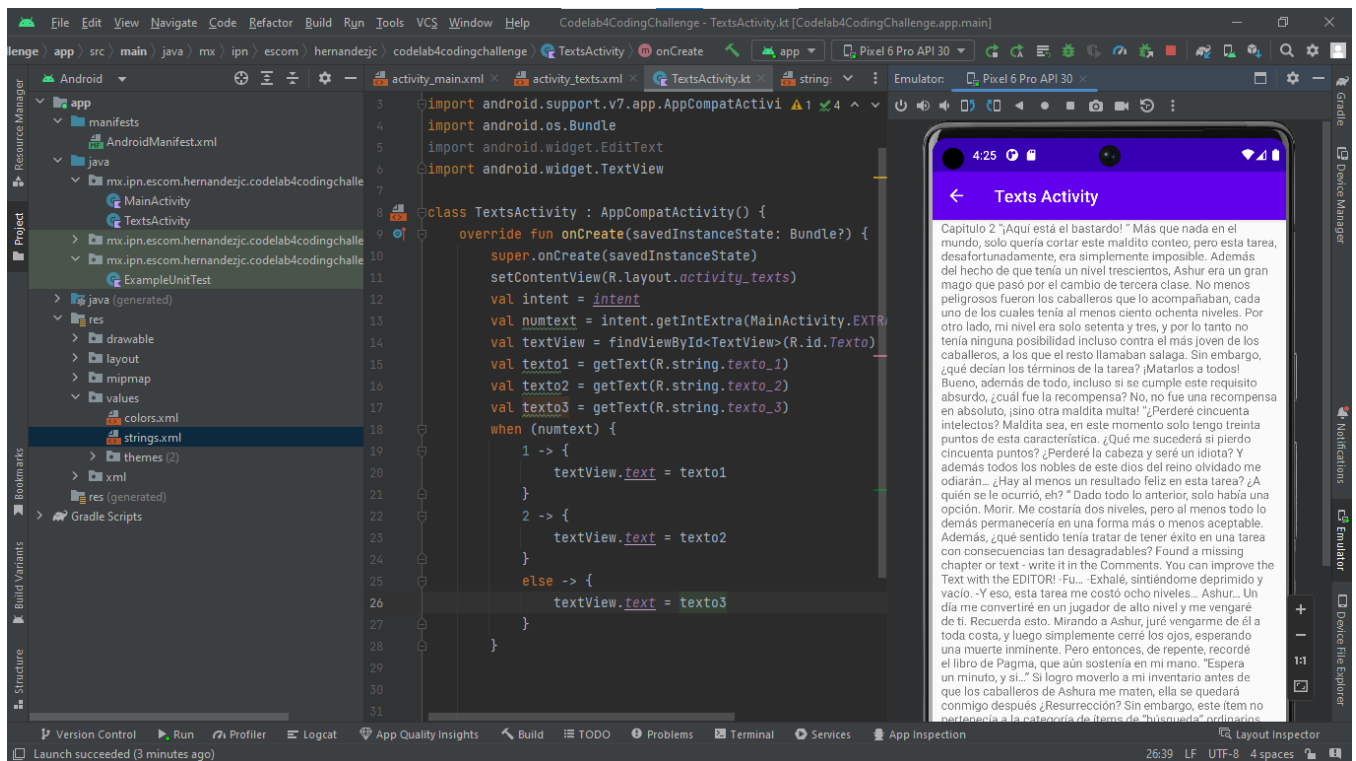 File Edit View Navigate Code Refactor Build Run Tools VCS Window Help Codelab4CodingChallenge - TextsActivity.kt [Codelab4CodingChallenge.app.main]
lenge app src main java mx ipn escom hernandezjc codelab4codingchallenge TextsActivity onCreate app Pixel 6 Pro API 30
Android
activity_main.xml activity_texts.xml TextsActivity.kt string:
Emulator: Pixel 6 Pro API 30
Resource Manager
Project
Bookmarks
Build Variants
Structure
app
manifests
AndroidManifest.xml
java
mx.ipn.escom.hernandezjc.codelab4codingchalle
MainActivity
TextsActivity
mx.ipn.escom.hernandezjc.codelab4codingchalle
mx.ipn.escom.hernandezjc.codelab4codingchalle
ExampleUnitTest
java (generated)
res
drawable
layout
mipmap
values
colors.xml
strings.xml
themes (2)
xml
res (generated)
Gradle Scripts
1 4
3 import android.support.v7.app.AppCompatActivi
4 import android.os.Bundle
5 import android.widget.EditText
6 import android.widget.TextView
7
8 class TextsActivity : AppCompatActivity() {
9 override fun onCreate(savedInstanceState: Bundle?) {
10 super.onCreate(savedInstanceState)
11 setContentView(R.layout.activity_texts)
12 val intent = intent
13 val numtext = intent.getIntExtra(MainActivity.EXTR
14 val textView = findViewById<TextView>(R.id.Texto)
15 val texto1 = getText(R.string.texto_1)
16 val texto2 = getText(R.string.texto_2)
17 val texto3 = getText(R.string.texto_3)
18 when (numtext) {
19 1 -> {
20 textView.text = texto1
21 }
22 2 -> {
23 textView.text = texto2
24 }
25 else -> {
26 textView.text = texto3
27 }
28 }
29
30
31
4:25
Texts Activity
Capitulo 2 "¡Aquí está el bastardo! " Más que nada en el
mundo, solo quería cortar este maldito conteo, pero esta tarea,
desafortunadamente, era simplemente imposible. Además
del hecho de que tenía un nivel trescientos, Ashur era un gran
mago que pasó por el cambio de tercera clase. No menos
peligrosos fueron los caballeros que lo acompañaban, cada
uno de los cuales tenía al menos ciento ochenta niveles. Por
otro lado, mi nivel era solo setenta y tres, y por lo tanto no
tenía ninguna posibilidad incluso contra el más joven de los
caballeros, a los que el resto llamaban salaga. Sin embargo,
¿qué decían los términos de la tarea? ¡Matarlos a todos!
Bueno, además de todo, incluso si se cumple este requisito
absurdo, ¿cuál fue la recompensa? No, no fue una recompensa
en absoluto, ¡sino otra maldita multa! "¿Perderé cincuenta
intelectos? Maldita sea, en este momento solo tengo treinta
puntos de esta característica. ¿Qué me sucederá si pierdo
cincuenta puntos? ¿Perderé la cabeza y seré un idiota? Y
además todos los nobles de este dios del reino olvidado me
odiarán... ¿Hay al menos un resultado feliz en esta tarea? ¿A
quién se le ocurrió, eh? " Dado todo lo anterior, solo había una
opción. Morir. Me costaría dos niveles, pero al menos todo lo
demás permanecería en una forma más o menos aceptable.
Además, ¿qué sentido tenía tratar de tener éxito en una tarea
con consecuencias tan desagradables? Found a missing
chapter or text - write it in the Comments. You can improve the
Text with the EDITOR! -Fu... -Exhalé, sintiéndome deprimido y
vacío. -Y eso, esta tarea me costó ocho niveles... Ashur... Un
día me convertiré en un jugador de alto nivel y me vengaré
de ti. Recuerda esto. Mirando a Ashur, juré vengarme de él a
toda costa, y luego simplemente cerré los ojos, esperando
una muerte inminente. Pero entonces, de repente, recordé
el libro de Pagma, que aún sostenía en mi mano. "Espera
un minuto, y si..." Si logro moverlo a mi inventario antes de
que los caballeros de Ashura me maten, ella se quedará
conmigo después ¿Resurrección? Sin embargo, este ítem no
pertenecía a la categoría de ítems de "búsqueda" ordinarios
1:1
Gradle
Device Manager
Notifications
Emulator
Device File Explorer
Version Control Run Profiler Logcat App Quality Insights Build TODO Problems Terminal Services App Inspection Layout Inspector
Launch succeeded (3 minutes ago) 26:39 LF UTF-8 4 spaces